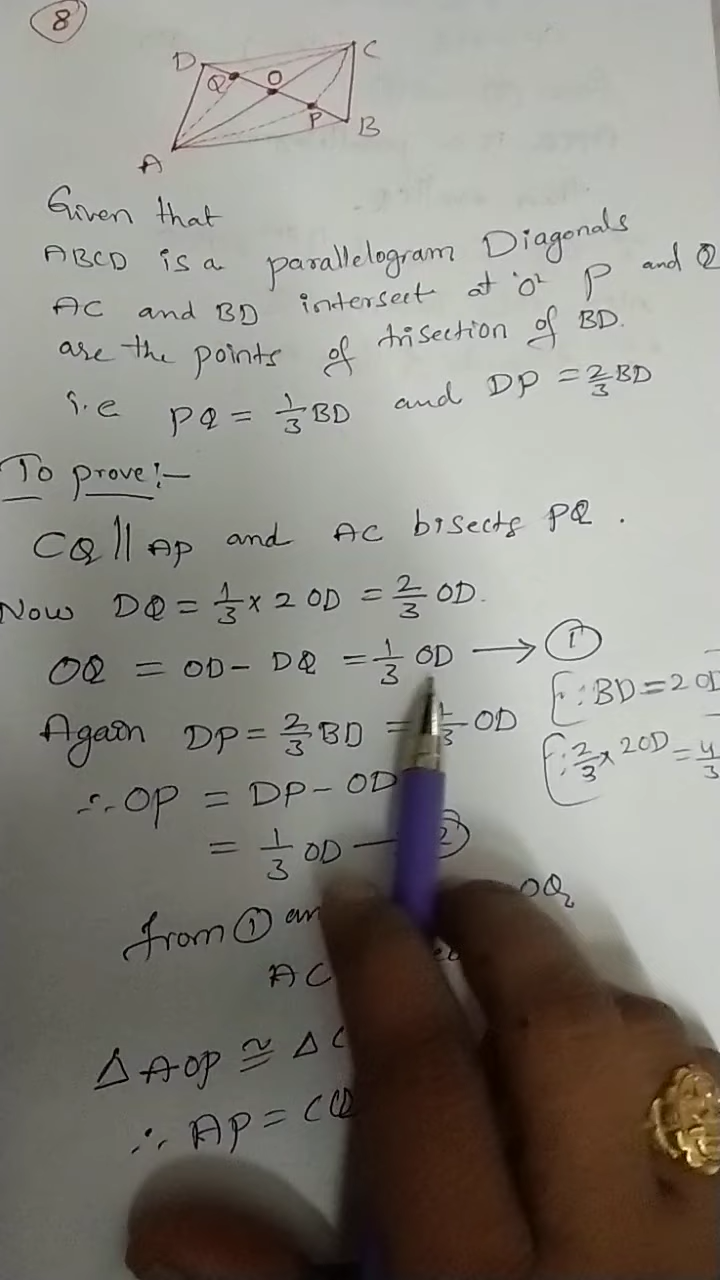 8
D C
Q O
P B
A
Given that
ABCD is a parallelogram Diagonals
AC and BD intersect at 'O' P and Q
are the points of trisection of BD.
i.e PQ = 1/3 BD and DP = 2/3 BD
To prove:-
CQ || AP and AC bisects PQ.
Now DQ = 1/3 × 2 OD = 2/3 OD.
OQ = OD - DQ = 1/3 OD → ①
[∵ BD = 2OD
Again DP = 2/3 BD = /3 OD
[∵ 2/3 × 2OD = 4/3
∴ OP = DP - OD
= 1/3 OD — ②
from ① an OQ
AC
△AOP ≅ △C
∴ AP = CQ